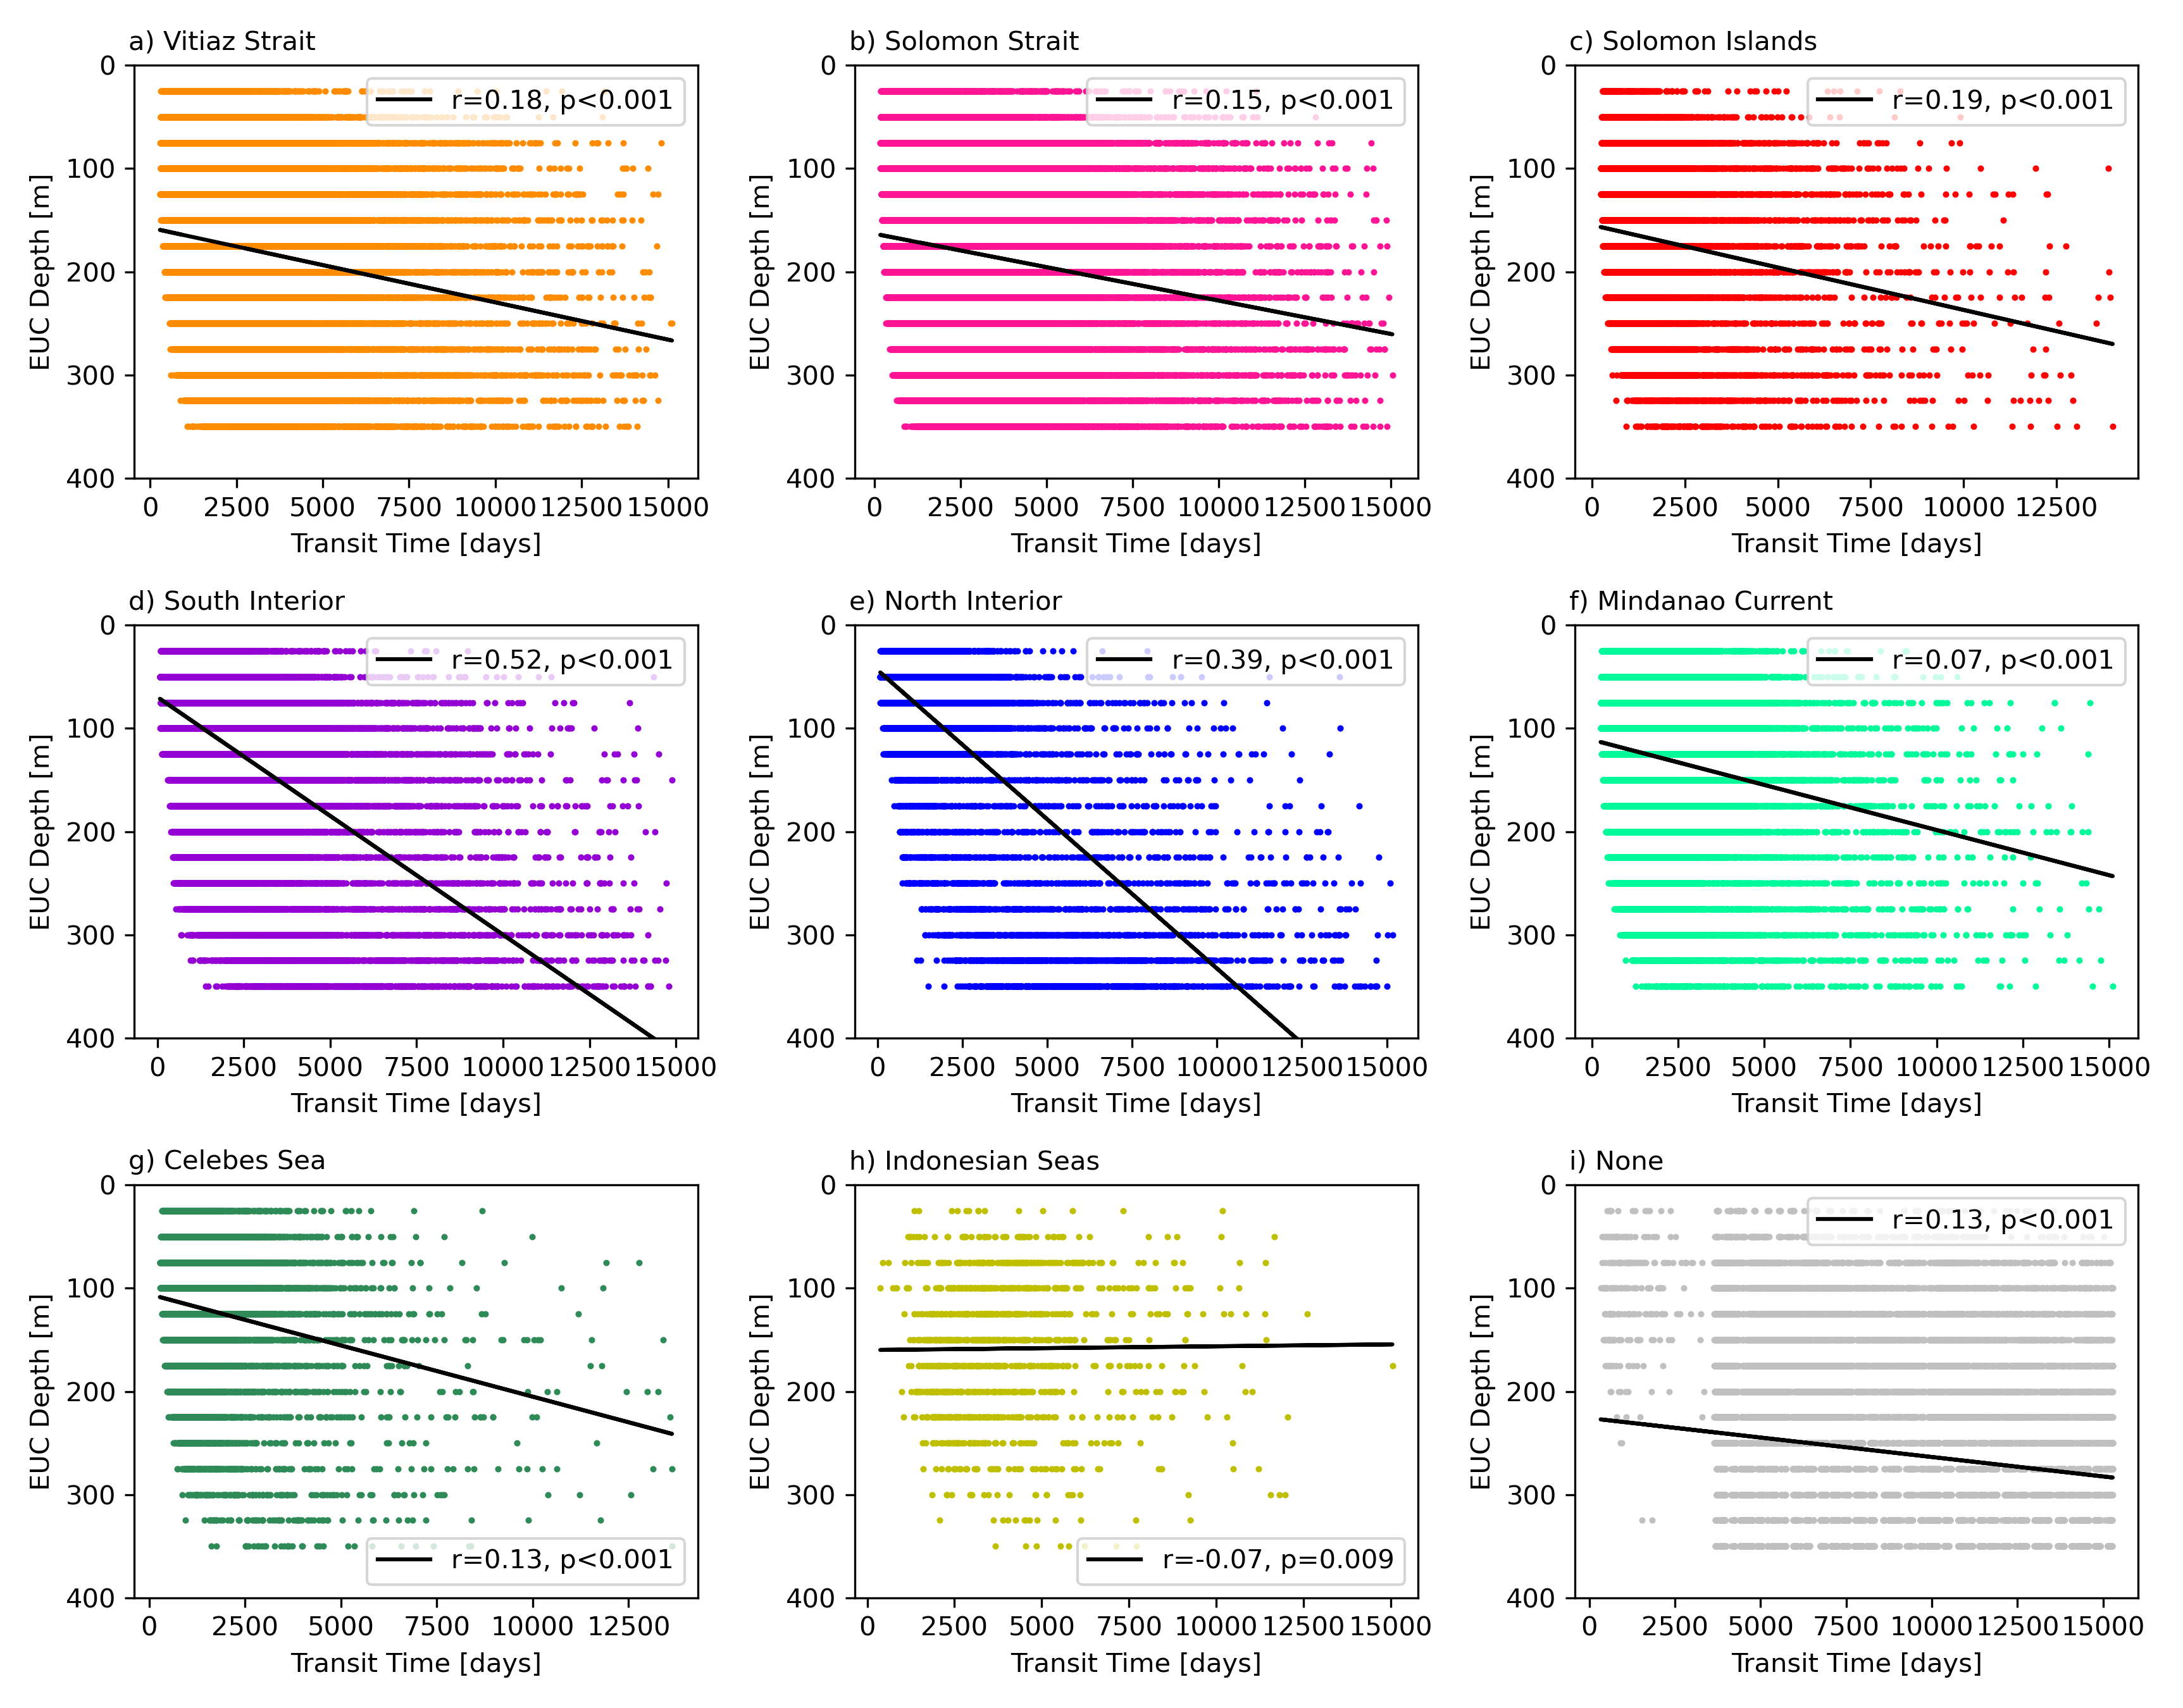 a) Vitiaz Strait
r=0.18, p<0.001
0
100
200
300
400
EUC Depth [m]
0 2500 5000 7500 10000 12500 15000
Transit Time [days]
b) Solomon Strait
r=0.15, p<0.001
0
100
200
300
400
EUC Depth [m]
0 2500 5000 7500 10000 12500 15000
Transit Time [days]
c) Solomon Islands
r=0.19, p<0.001
0
100
200
300
400
EUC Depth [m]
0 2500 5000 7500 10000 12500
Transit Time [days]
d) South Interior
r=0.52, p<0.001
0
100
200
300
400
EUC Depth [m]
0 2500 5000 7500 10000 12500 15000
Transit Time [days]
e) North Interior
r=0.39, p<0.001
0
100
200
300
400
EUC Depth [m]
0 2500 5000 7500 10000 12500 15000
Transit Time [days]
f) Mindanao Current
r=0.07, p<0.001
0
100
200
300
400
EUC Depth [m]
0 2500 5000 7500 10000 12500 15000
Transit Time [days]
g) Celebes Sea
0
100
200
300
400
EUC Depth [m]
r=0.13, p<0.001
0 2500 5000 7500 10000 12500
Transit Time [days]
h) Indonesian Seas
0
100
200
300
400
EUC Depth [m]
r=-0.07, p=0.009
0 2500 5000 7500 10000 12500 15000
Transit Time [days]
i) None
r=0.13, p<0.001
0
100
200
300
400
EUC Depth [m]
0 2500 5000 7500 10000 12500 15000
Transit Time [days]